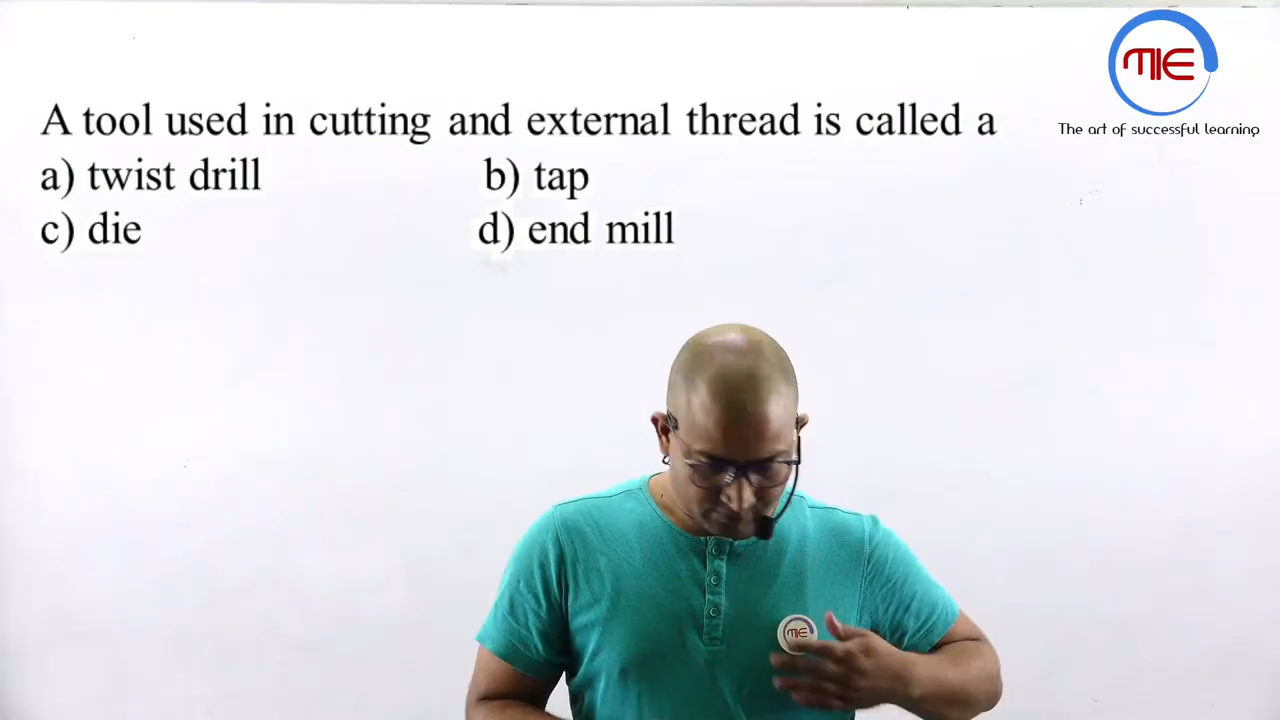 MIE
The art of successful learning
A tool used in cutting and external thread is called a
a) twist drill b) tap
c) die d) end mill
MIE